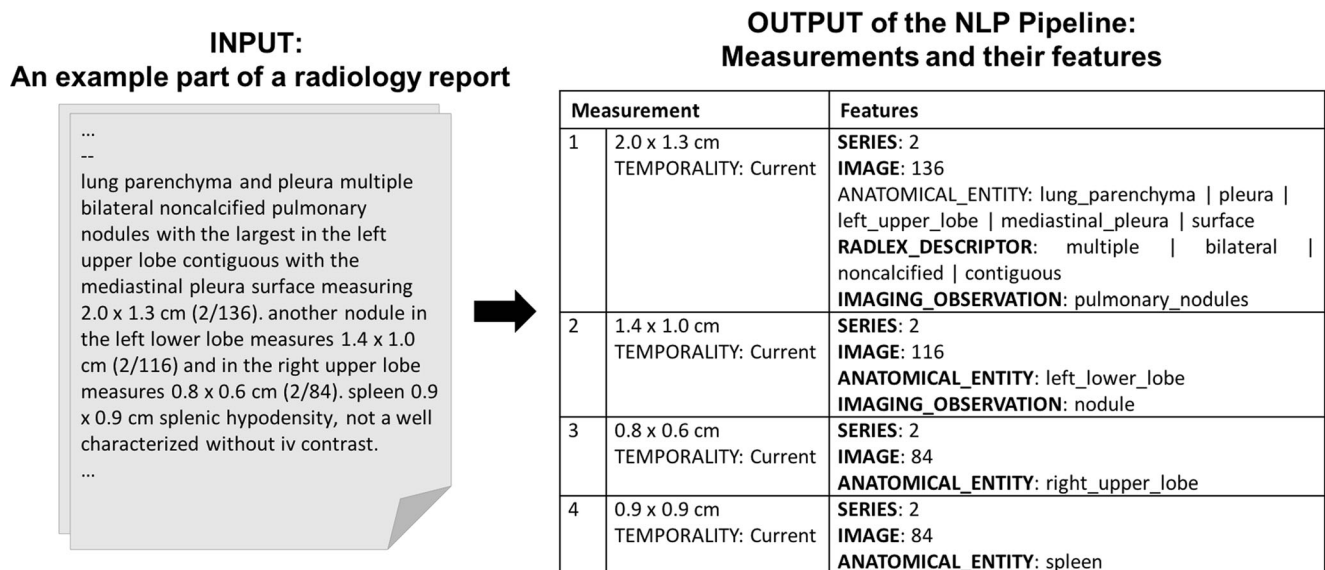 INPUT:
An example part of a radiology report
...
--
lung parenchyma and pleura multiple
bilateral noncalcified pulmonary
nodules with the largest in the left
upper lobe contiguous with the
mediastinal pleura surface measuring
2.0 x 1.3 cm (2/136). another nodule in
the left lower lobe measures 1.4 x 1.0
cm (2/116) and in the right upper lobe
measures 0.8 x 0.6 cm (2/84). spleen 0.9
x 0.9 cm splenic hypodensity, not a well
characterized without iv contrast.
...
OUTPUT of the NLP Pipeline:
Measurements and their features
Measurement Features
1 2.0 x 1.3 cm SERIES: 2
TEMPORALITY: Current IMAGE: 136
ANATOMICAL_ENTITY: lung_parenchyma | pleura |
left_upper_lobe | mediastinal_pleura | surface
RADLEX_DESCRIPTOR: multiple | bilateral |
noncalcified | contiguous
IMAGING_OBSERVATION: pulmonary_nodules
2 1.4 x 1.0 cm SERIES: 2
TEMPORALITY: Current IMAGE: 116
ANATOMICAL_ENTITY: left_lower_lobe
IMAGING_OBSERVATION: nodule
3 0.8 x 0.6 cm SERIES: 2
TEMPORALITY: Current IMAGE: 84
ANATOMICAL_ENTITY: right_upper_lobe
4 0.9 x 0.9 cm SERIES: 2
TEMPORALITY: Current IMAGE: 84
ANATOMICAL_ENTITY: spleen